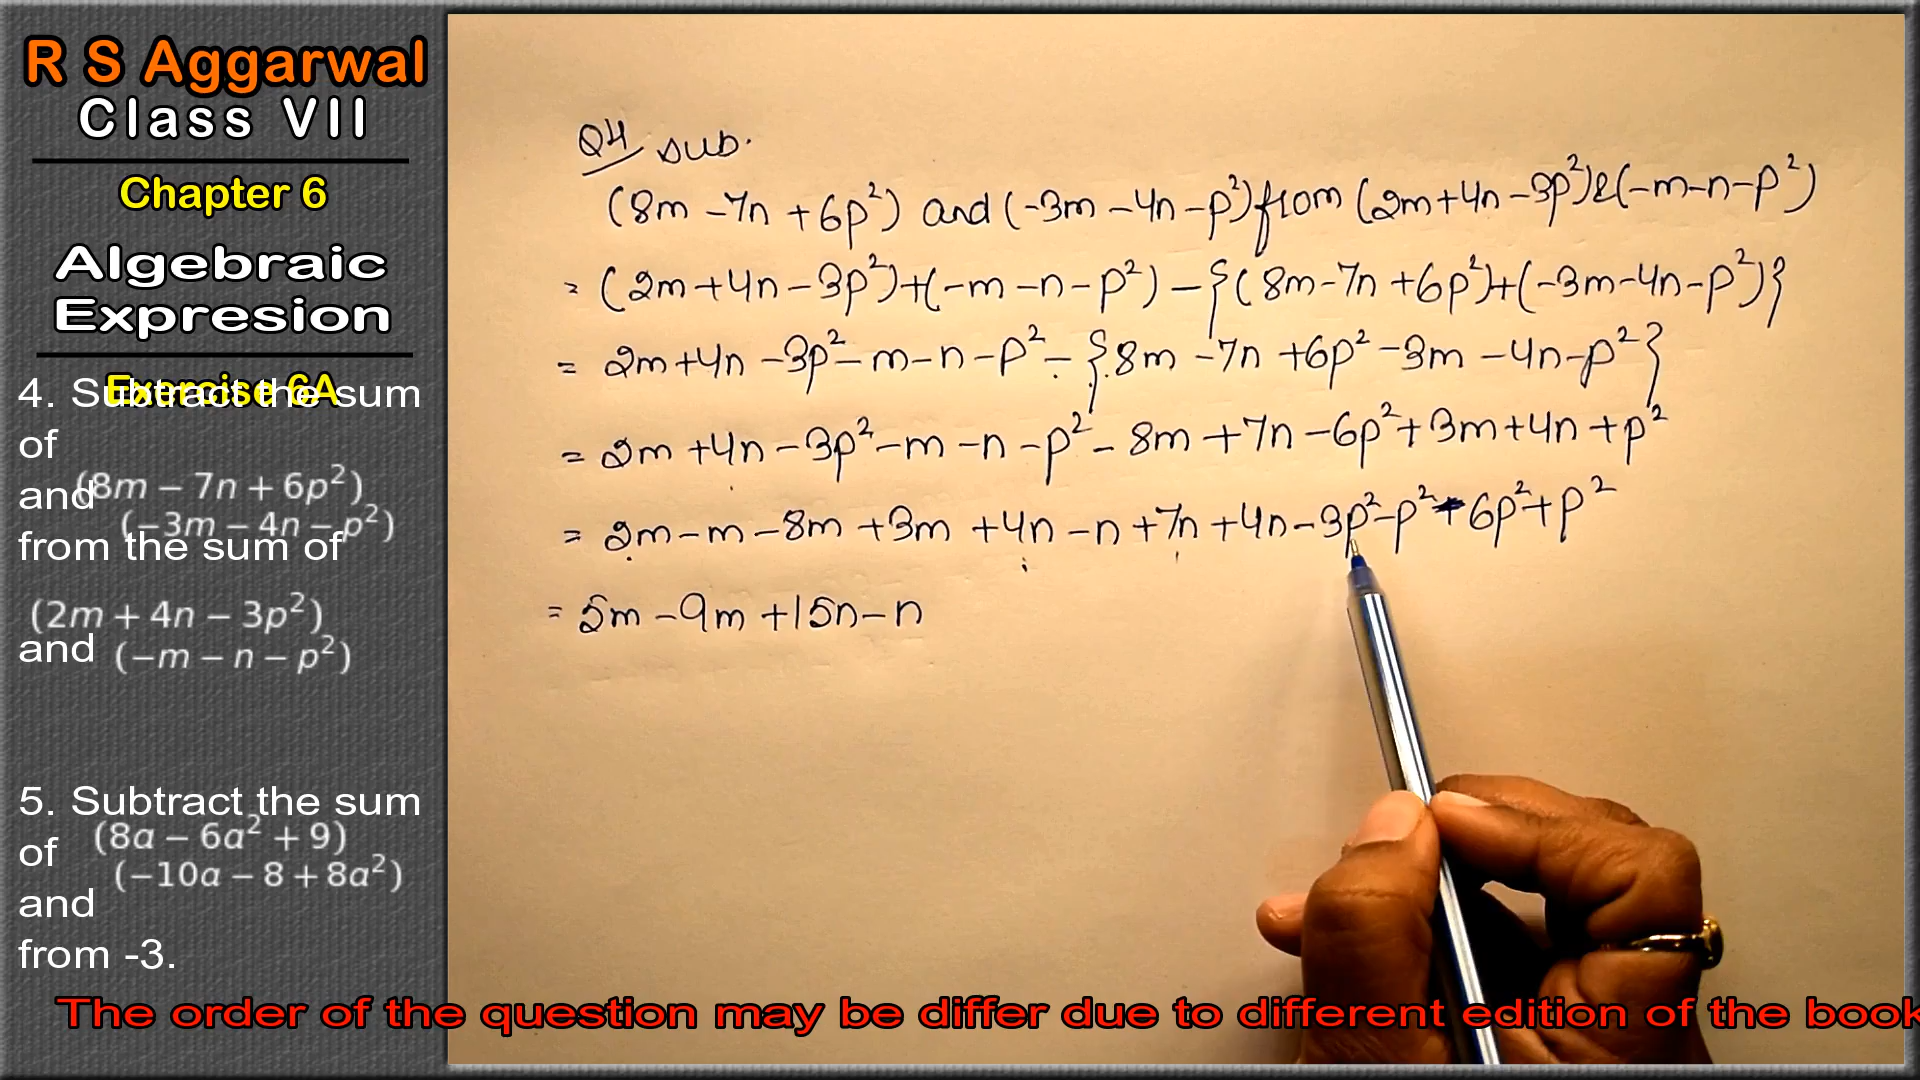 R S Aggarwal
Class VII
Chapter 6
Algebraic
Expresion
Exercise 6A
4. Subtract the sum
of
(8m – 7n + 6p²)
and
(−3m − 4n − p²)
from the sum of
(2m + 4n − 3p²)
and (−m − n − p²)
5. Subtract the sum
of (8a − 6a² + 9)
(−10a − 8 + 8a²)
and
from -3.
Q4 sub.
(8m - 7n + 6p²) and (-3m - 4n - p²) from (2m + 4n - 3p²) & (-m - n - p²)
= (2m + 4n - 3p²) + (-m - n - p²) - {(8m - 7n + 6p²) + (-3m - 4n - p²)}
= 2m + 4n - 3p² - m - n - p² - {8m - 7n + 6p² - 3m - 4n - p²}
= 2m + 4n - 3p² - m - n - p² - 8m + 7n - 6p² + 3m + 4n + p²
= 2m - m - 8m + 3m + 4n - n + 7n + 4n - 3p² - p² - 6p² + p²
= 5m - 9m + 15n - n
The order of the question may be differ due to different edition of the book